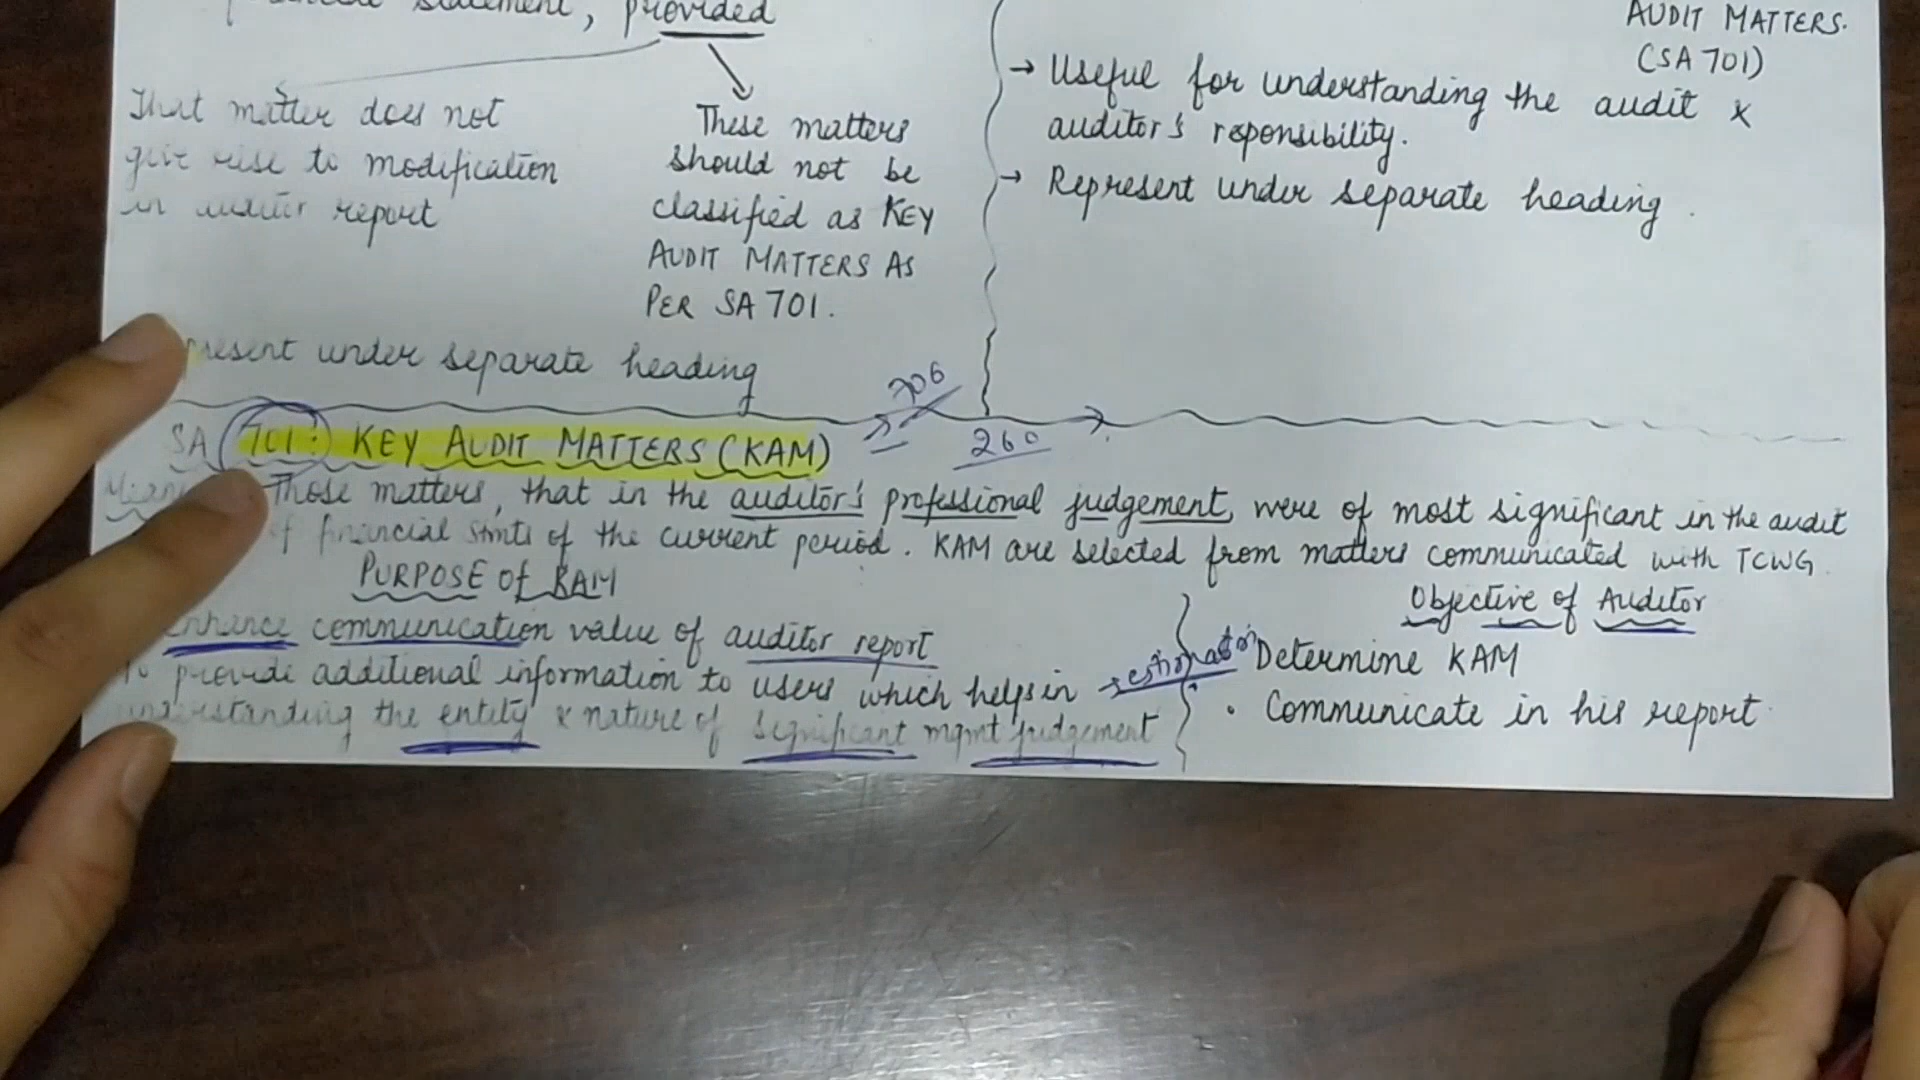 statement, provided
That matter does not
give rise to modification
in auditor report
These matters
should not be
classified as KEY
AUDIT MATTERS AS
PER SA 701.
present under separate heading
AUDIT MATTERS.
(SA 701)
→ Useful for understanding the audit &
auditor's reponsibility.
→ Represent under separate heading.
706
260
SA 701: KEY AUDIT MATTERS (KAM)
Those matters, that in the auditor's professional judgement, were of most significant in the audit
of financial stmts of the current period. KAM are selected from matters communicated with TCWG.
PURPOSE of KAM
Enhance communication value of auditor report
To provide additional information to users which helps in → estimation
understanding the entity & nature of significant mgmt judgement
Objective of Auditor
Determine KAM
• Communicate in his report